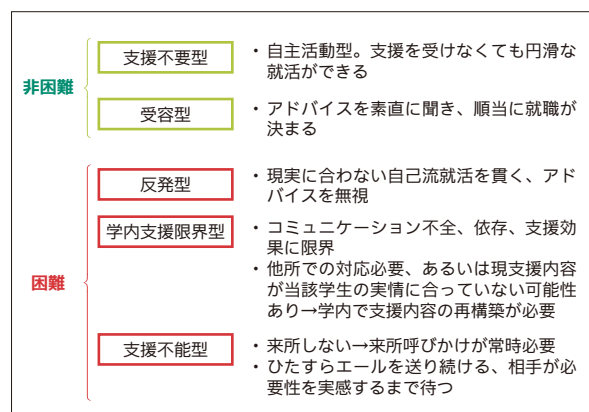 非困難
支援不要型
・自主活動型。支援を受けなくても円滑な
就活ができる
受容型
・アドバイスを素直に聞き、順当に就職が
決まる
困難
反発型
・現実に合わない自己流就活を貫く、アド
バイスを無視
学内支援限界型
・コミュニケーション不全、依存、支援効
果に限界
・他所での対応必要、あるいは現支援内容
が当該学生の実情に合っていない可能性
あり→学内で支援内容の再構築が必要
支援不能型
・来所しない→来所呼びかけが常時必要
・ひたすらエールを送り続ける、相手が必
要性を実感するまで待つ